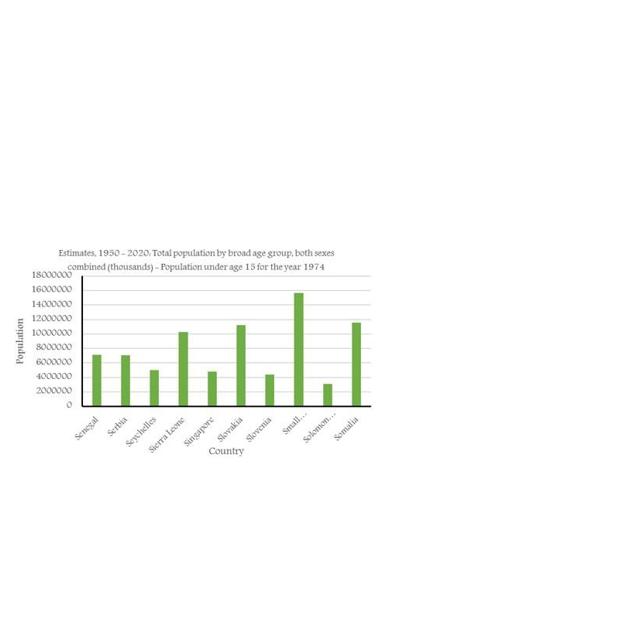 Estimates, 1950 - 2020: Total population by broad age group, both sexes
combined (thousands) - Population under age 15 for the year 1974
18000000
16000000
14000000
12000000
10000000
8000000
6000000
4000000
2000000
0
Population
Senegal
Serbia
Seychelles
Sierra Leone
Singapore
Slovakia
Slovenia
Small...
Solomon...
Somalia
Country